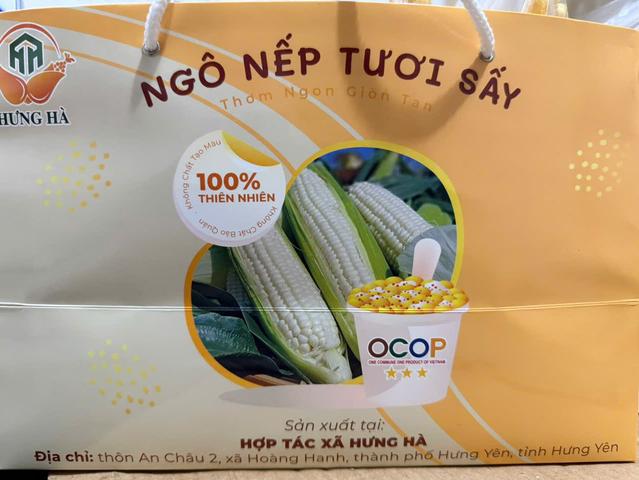 HƯNG HÀ
NGÔ NẾP TƯƠI SẤY
Thơm Ngon Giòn Tan
Không Chất Tạo Màu
100%
THIÊN NHIÊN
Không Chất Bảo Quản
OCOP
ONE COMMUNE ONE PRODUCT OF VIETNAM
Sản xuất tại:
HỢP TÁC XÃ HƯNG HÀ
Địa chỉ: thôn An Châu 2, xã Hoàng Hanh, thành phố Hưng Yên, tỉnh Hưng Yên